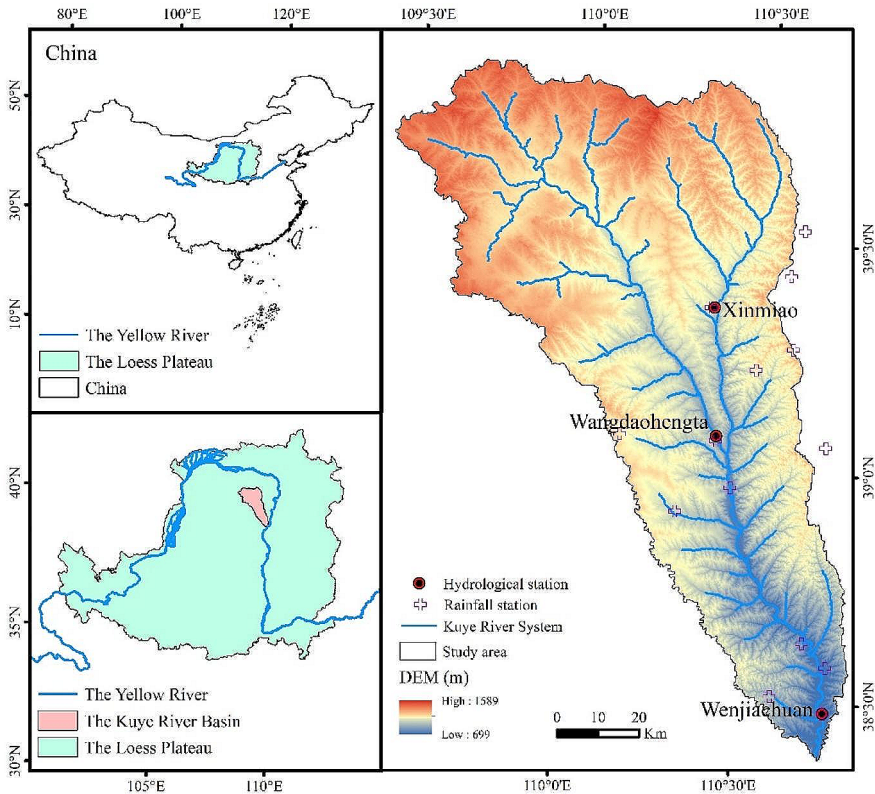 80°E 100°E 120°E
China
50°N
30°N
10°N
The Yellow River
The Loess Plateau
China
40°N
35°N
30°N
The Yellow River
The Kuye River Basin
The Loess Plateau
105°E 110°E
109°30'E 110°0'E 110°30'E
39°30'N
39°0'N
38°30'N
Xinmiao
Wangdaohengta
Wenjiachuan
Hydrological station
Rainfall station
Kuye River System
Study area
DEM (m)
High : 1589
Low : 699
0 10 20
Km
110°0'E 110°30'E